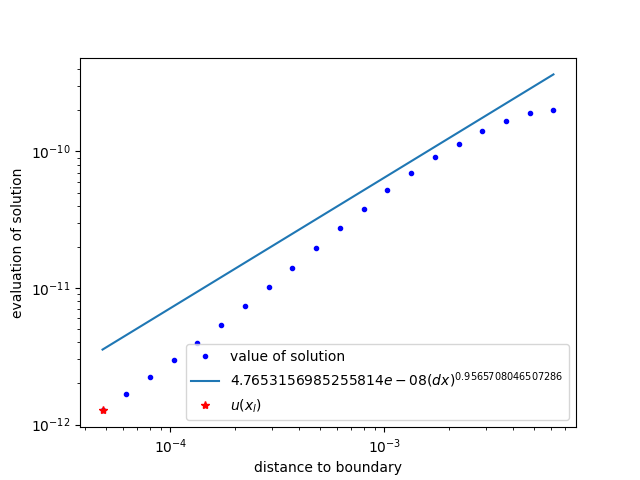 evaluation of solution
10^{-10}
10^{-11}
10^{-12}
value of solution
4.7653156985255814e − 08(dx)^{0.9565708046507286}
u(x_I)
10^{-4}
10^{-3}
distance to boundary